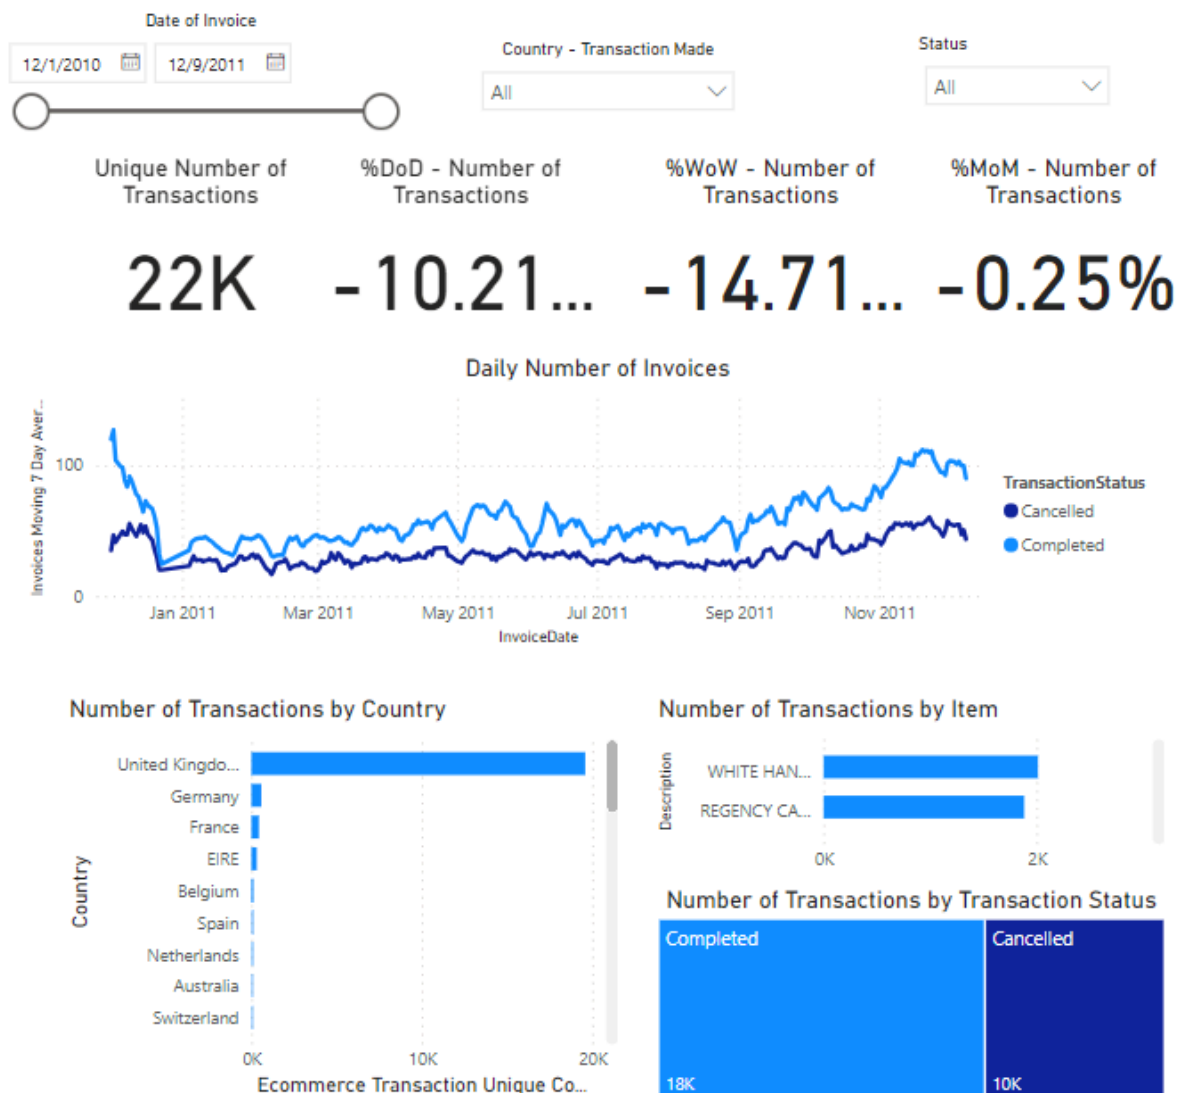 Date of Invoice
12/1/2010
12/9/2011
Country - Transaction Made
All
Status
All
Unique Number of
Transactions
22K
%DoD - Number of
Transactions
-10.21...
%WoW - Number of
Transactions
-14.71...
%MoM - Number of
Transactions
-0.25%
Daily Number of Invoices
Invoices Moving 7 Day Aver...
100
0
Jan 2011
Mar 2011
May 2011
Jul 2011
Sep 2011
Nov 2011
InvoiceDate
TransactionStatus
Cancelled
Completed
Number of Transactions by Country
Country
United Kingdo...
Germany
France
EIRE
Belgium
Spain
Netherlands
Australia
Switzerland
0K
10K
20K
Ecommerce Transaction Unique Co...
Number of Transactions by Item
Description
WHITE HAN...
REGENCY CA...
0K
2K
Number of Transactions by Transaction Status
Completed
18K
Cancelled
10K